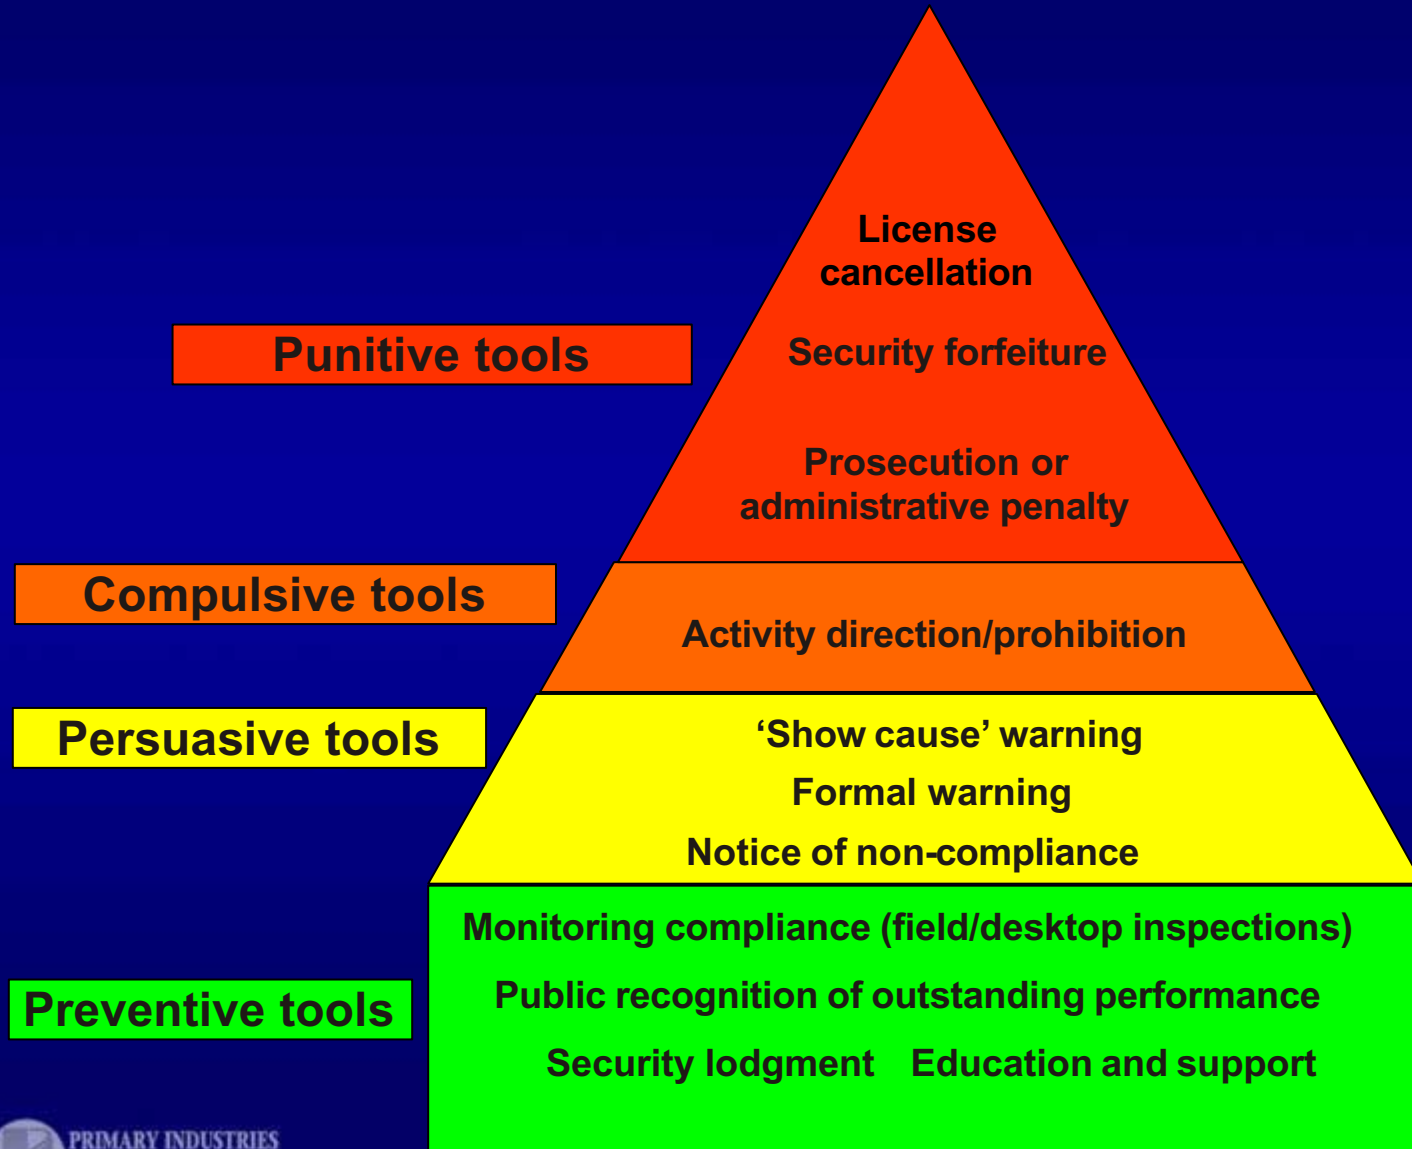 License
cancellation
Punitive tools
Security forfeiture
Prosecution or
administrative penalty
Compulsive tools
Activity direction/prohibition
Persuasive tools
‘Show cause’ warning
Formal warning
Notice of non-compliance
Monitoring compliance (field/desktop inspections)
Preventive tools
Public recognition of outstanding performance
Security lodgment Education and support
PRIMARY INDUSTRIES